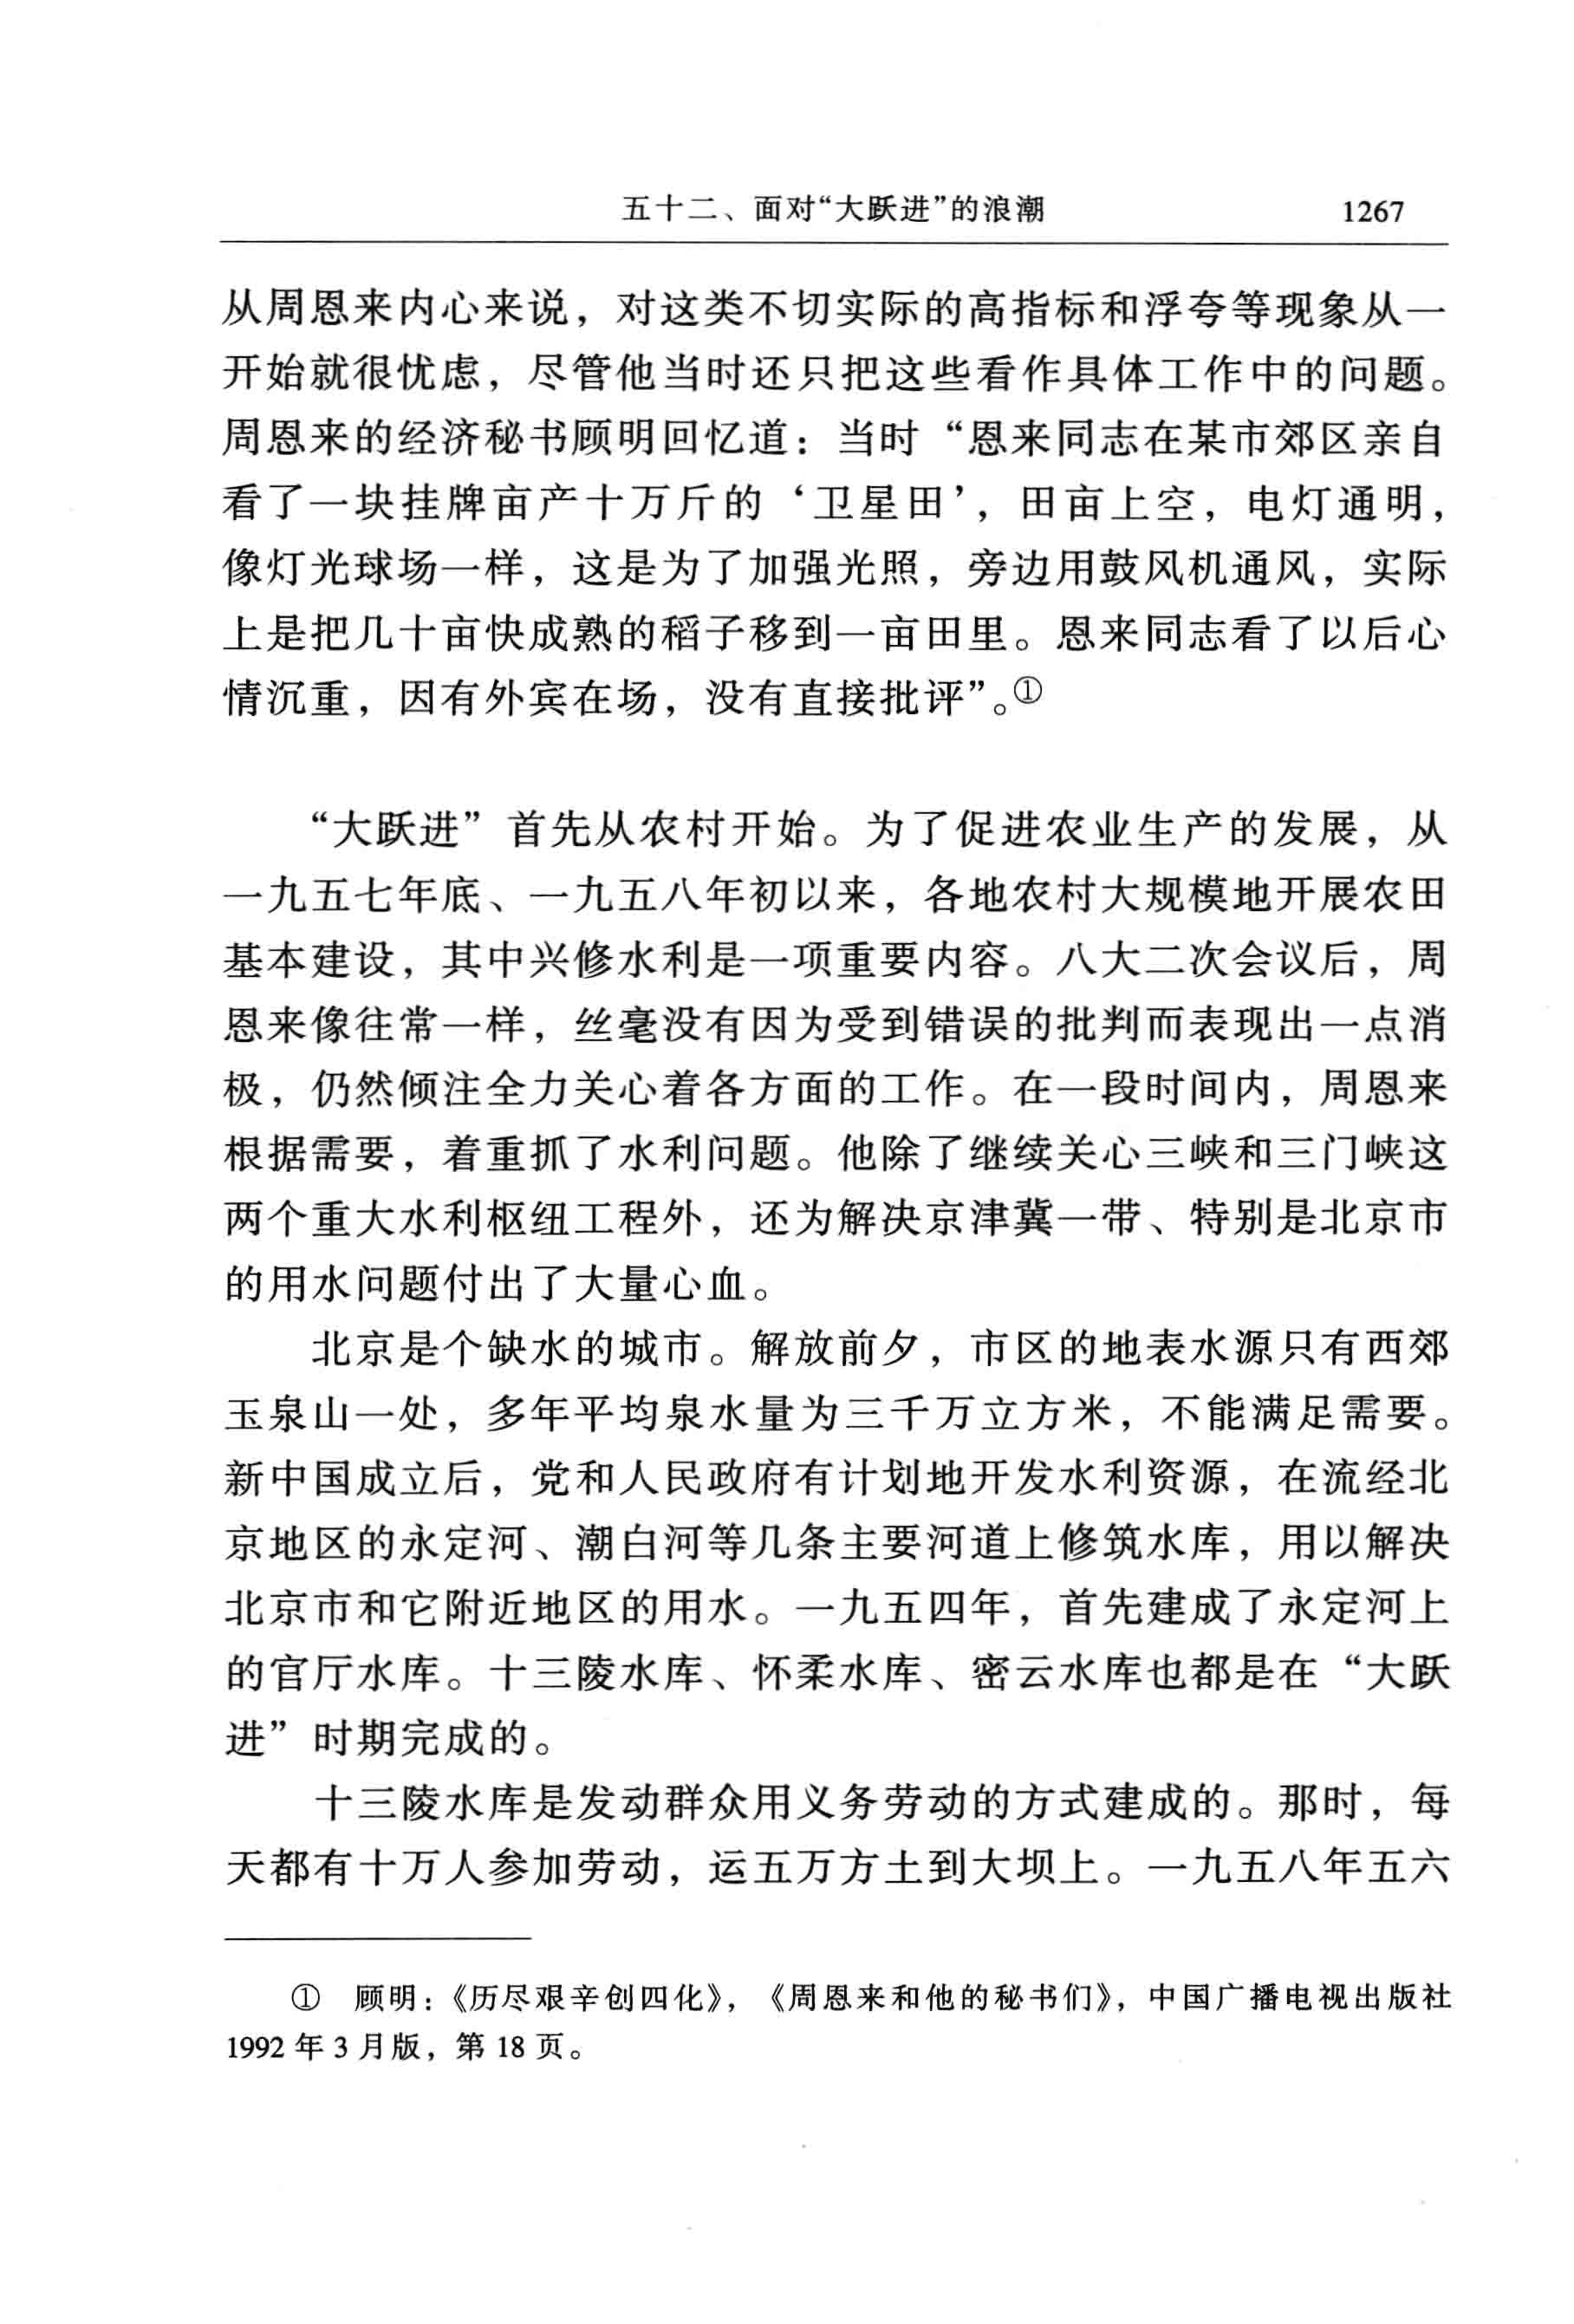 五十二、面对“大跃进”的浪潮 1267
从周恩来内心来说，对这类不切实际的高指标和浮夸等现象从一
开始就很忧虑，尽管他当时还只把这些看作具体工作中的问题。
周恩来的经济秘书顾明回忆道：当时“恩来同志在某市郊区亲自
看了一块挂牌亩产十万斤的‘卫星田’，田亩上空，电灯通明，
像灯光球场一样，这是为了加强光照，旁边用鼓风机通风，实际
上是把几十亩快成熟的稻子移到一亩田里。恩来同志看了以后心
情沉重，因有外宾在场，没有直接批评”。①
“大跃进”首先从农村开始。为了促进农业生产的发展，从
一九五七年底、一九五八年初以来，各地农村大规模地开展农田
基本建设，其中兴修水利是一项重要内容。八大二次会议后，周
恩来像往常一样，丝毫没有因为受到错误的批判而表现出一点消
极，仍然倾注全力关心着各方面的工作。在一段时间内，周恩来
根据需要，着重抓了水利问题。他除了继续关心三峡和三门峡这
两个重大水利枢纽工程外，还为解决京津冀一带、特别是北京市
的用水问题付出了大量心血。
北京是个缺水的城市。解放前夕，市区的地表水源只有西郊
玉泉山一处，多年平均泉水量为三千万立方米，不能满足需要。
新中国成立后，党和人民政府有计划地开发水利资源，在流经北
京地区的永定河、潮白河等几条主要河道上修筑水库，用以解决
北京市和它附近地区的用水。一九五四年，首先建成了永定河上
的官厅水库。十三陵水库、怀柔水库、密云水库也都是在“大跃
进”时期完成的。
十三陵水库是发动群众用义务劳动的方式建成的。那时，每
天都有十万人参加劳动，运五万方土到大坝上。一九五八年五六
① 顾明：《历尽艰辛创四化》，《周恩来和他的秘书们》，中国广播电视出版社
1992 年 3 月版，第 18 页。